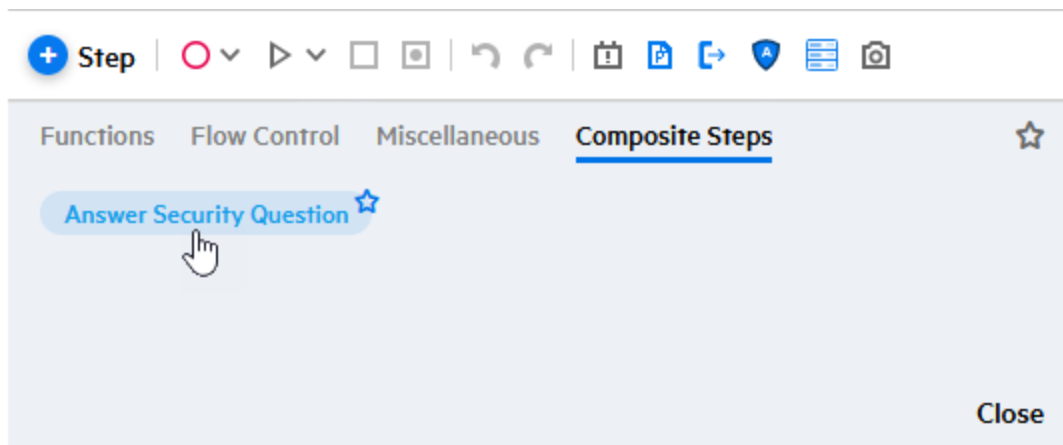 Step
Functions Flow Control Miscellaneous Composite Steps
Answer Security Question
Close